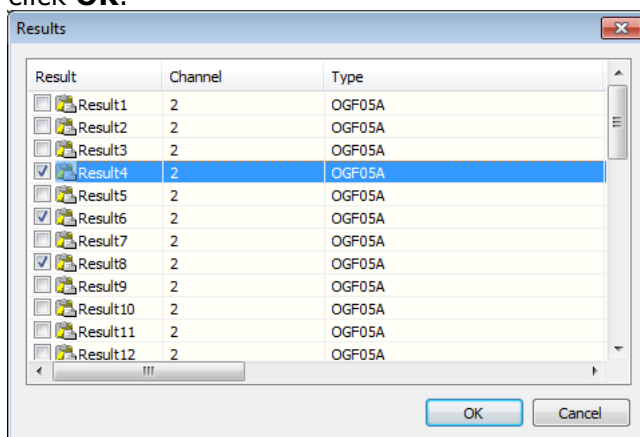 click OK.
Results
Result Channel Type
Result1 2 OGF05A
Result2 2 OGF05A
Result3 2 OGF05A
Result4 2 OGF05A
Result5 2 OGF05A
Result6 2 OGF05A
Result7 2 OGF05A
Result8 2 OGF05A
Result9 2 OGF05A
Result10 2 OGF05A
Result11 2 OGF05A
Result12 2 OGF05A
OK Cancel